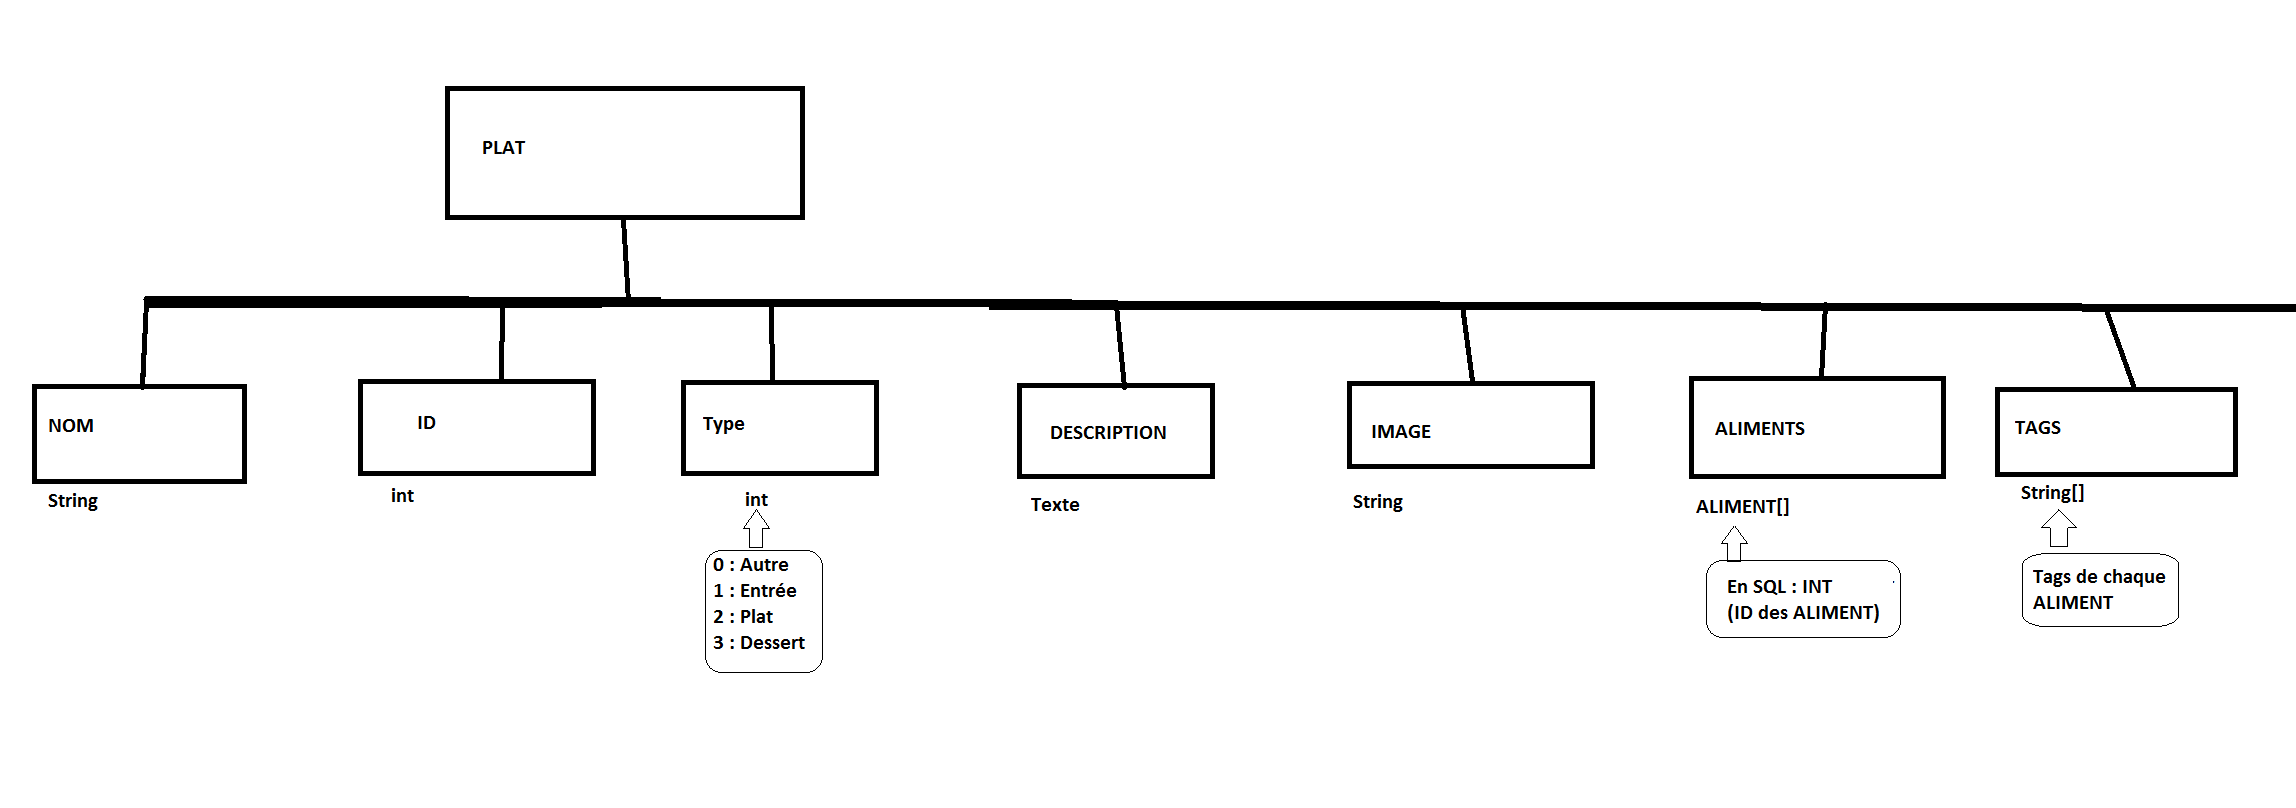 PLAT
NOM
ID
Type
DESCRIPTION
IMAGE
ALIMENTS
TAGS
String
int
int
Texte
String
ALIMENT[]
String[]
0 : Autre
1 : Entrée
2 : Plat
3 : Dessert
En SQL : INT
(ID des ALIMENT)
Tags de chaque
ALIMENT